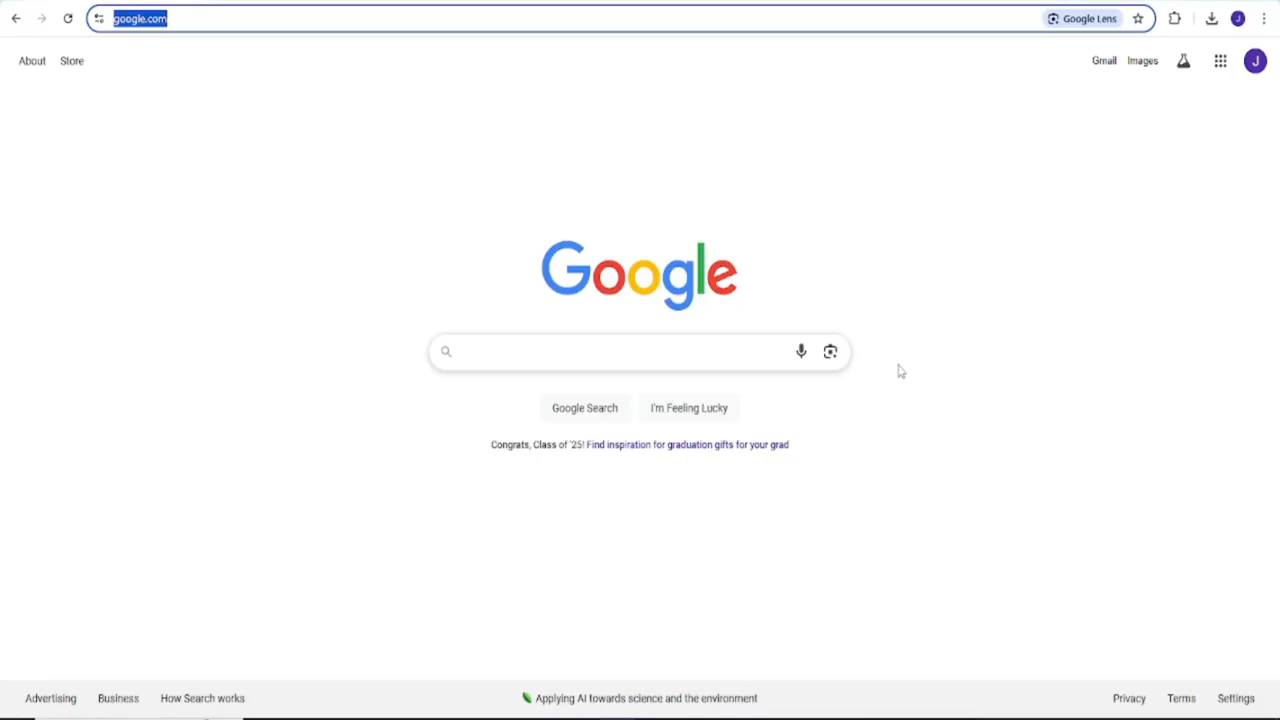 google.com
Google Lens
J
About
Store
Gmail
Images
J
Google
Google Search
I'm Feeling Lucky
Congrats, Class of '25! Find inspiration for graduation gifts for your grad
Advertising
Business
How Search works
Applying AI towards science and the environment
Privacy
Terms
Settings